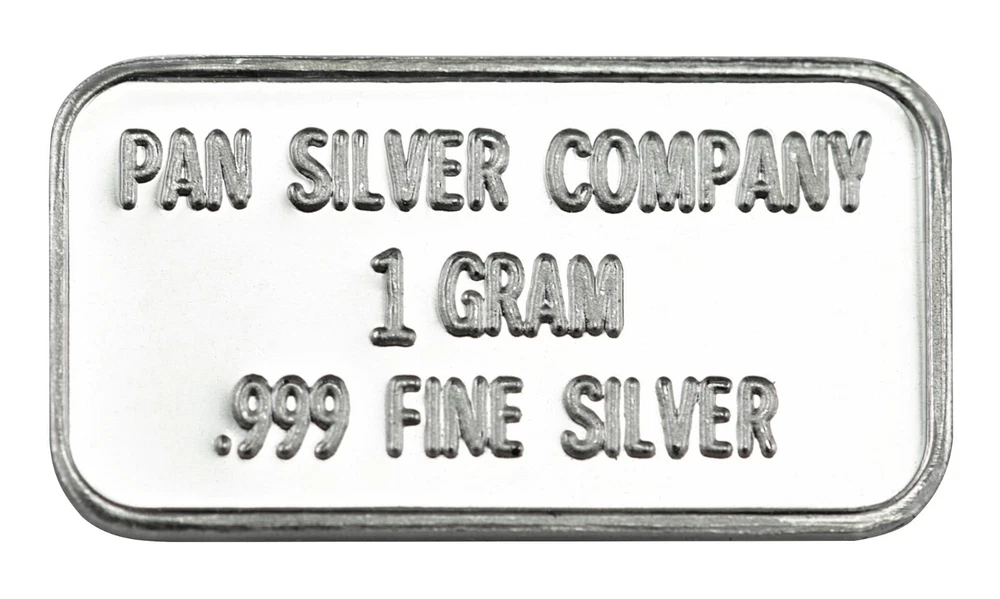 PAN SILVER COMPANY
1 GRAM
.999 FINE SILVER